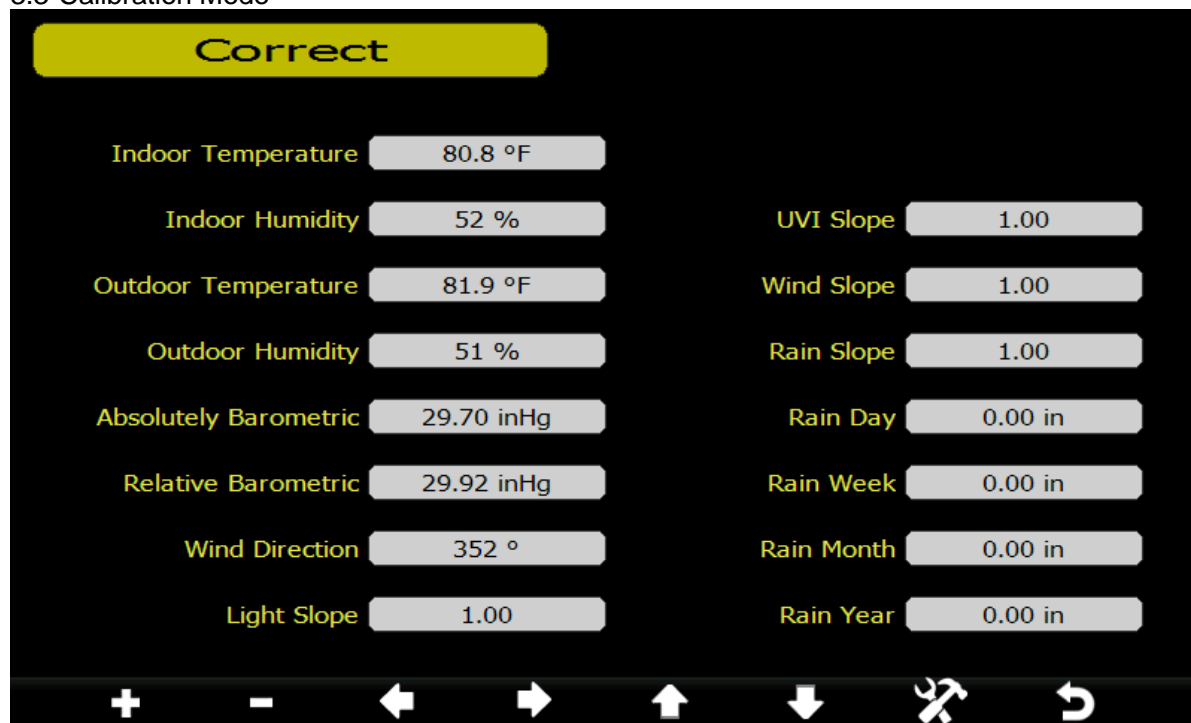 Correct
Indoor Temperature 80.8 °F
Indoor Humidity 52 %
Outdoor Temperature 81.9 °F
Outdoor Humidity 51 %
Absolutely Barometric 29.70 inHg
Relative Barometric 29.92 inHg
Wind Direction 352 °
Light Slope 1.00
UVI Slope 1.00
Wind Slope 1.00
Rain Slope 1.00
Rain Day 0.00 in
Rain Week 0.00 in
Rain Month 0.00 in
Rain Year 0.00 in